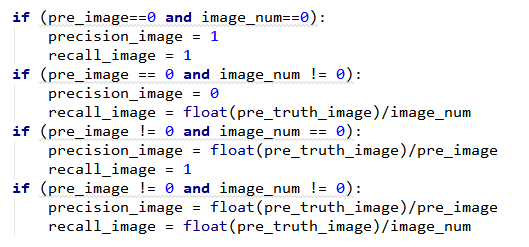 if (pre_image==0 and image_num==0):
    precision_image = 1
    recall_image = 1
if (pre_image == 0 and image_num != 0):
    precision_image = 0
    recall_image = float(pre_truth_image)/image_num
if (pre_image != 0 and image_num == 0):
    precision_image = float(pre_truth_image)/pre_image
    recall_image = 1
if (pre_image != 0 and image_num != 0):
    precision_image = float(pre_truth_image)/pre_image
    recall_image = float(pre_truth_image)/image_num